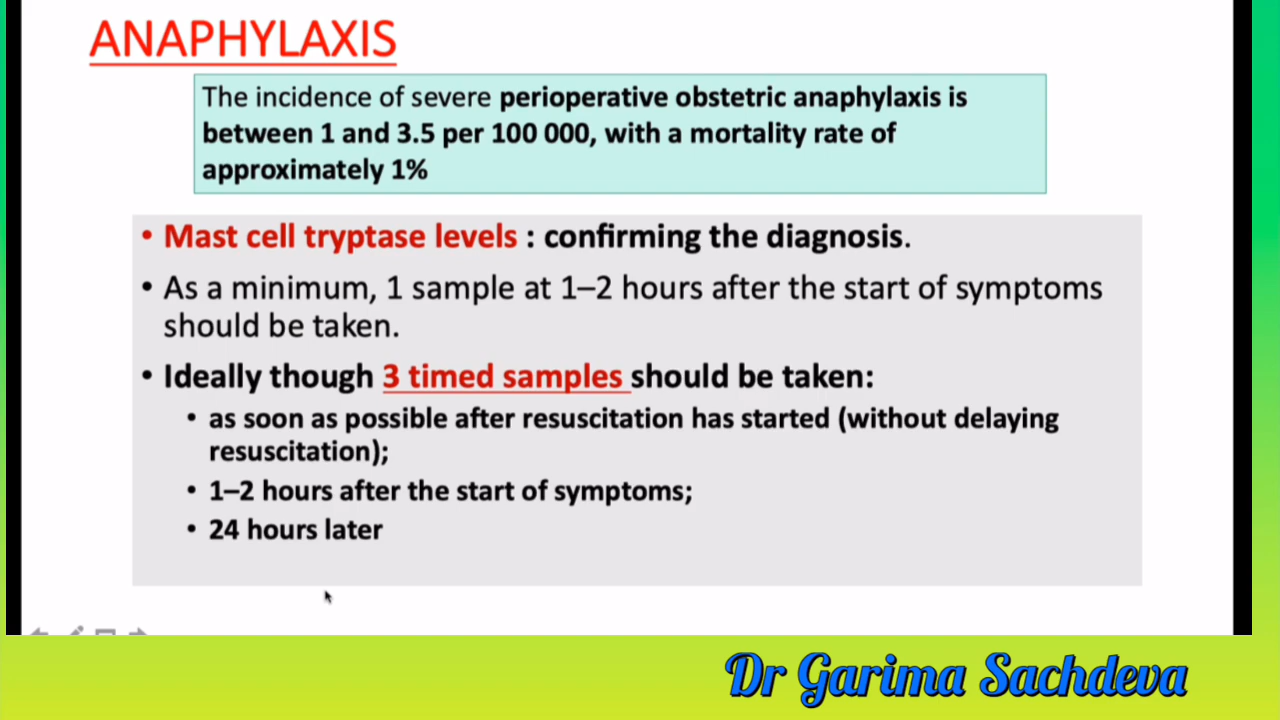 ANAPHYLAXIS
The incidence of severe perioperative obstetric anaphylaxis is
between 1 and 3.5 per 100 000, with a mortality rate of
approximately 1%
• Mast cell tryptase levels : confirming the diagnosis.
• As a minimum, 1 sample at 1–2 hours after the start of symptoms
should be taken.
• Ideally though 3 timed samples should be taken:
• as soon as possible after resuscitation has started (without delaying
resuscitation);
• 1–2 hours after the start of symptoms;
• 24 hours later
Dr Garima Sachdeva